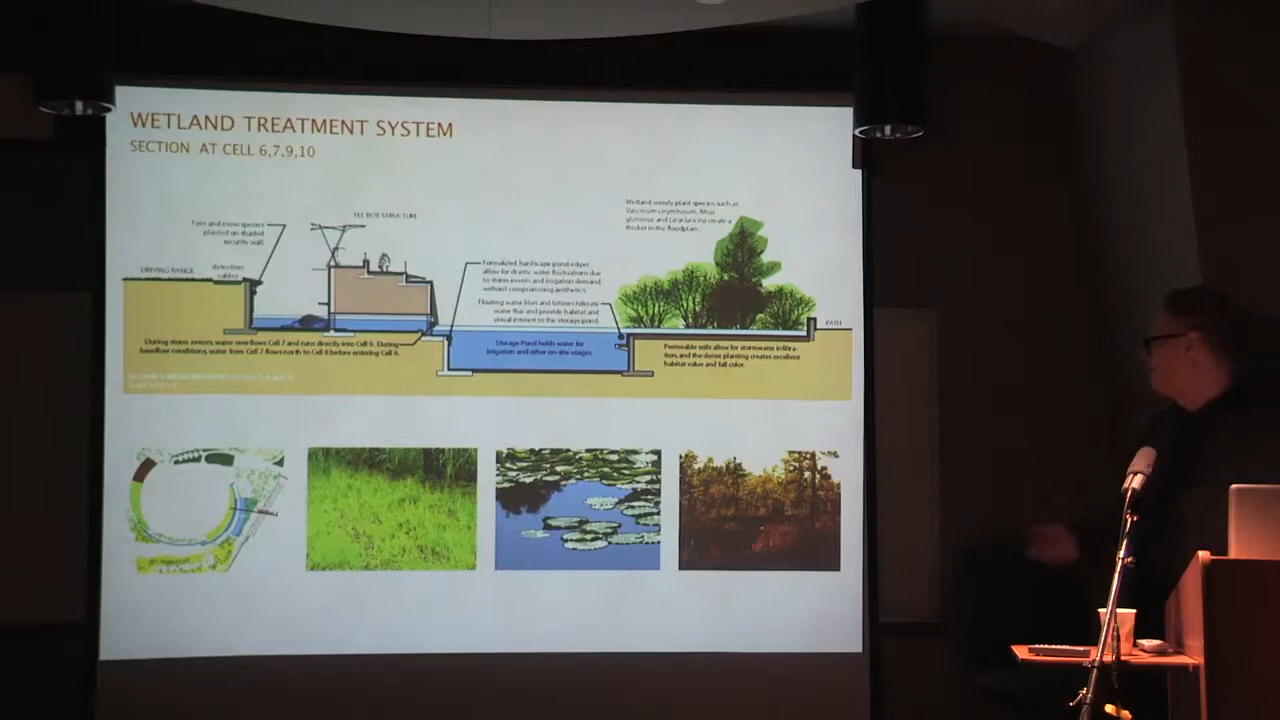 WETLAND TREATMENT SYSTEM
SECTION AT CELL 6,7,9,10
Fern and moss species
planted on shaded
security wall.
TEE BOX STRUCTURE
DRIVING RANGE
detection
cables
Formalized, hardscape pond edges
allow for drastic water fluctuations due
to storm events and irrigation demand,
without compromising aesthetics.
Floating water lilies and lotuses tolerate
water flux and provide habitat and
visual interest to the storage pond.
Wetland woody plant species such as
Vaccinium corymbosum,
and create a
thicket in the floodplain.
PATH
During storm events, water overflows Cell 7 and runs directly into Cell 9. During
baseflow conditions, water from Cell 7 flows north to Cell 8 before entering Cell 9.
Storage Pond holds water for
irrigation and other on-site usages.
Permeable soils allow for stormwater infiltra-
tion, and the dense planting creates excellent
habitat value and fall color.